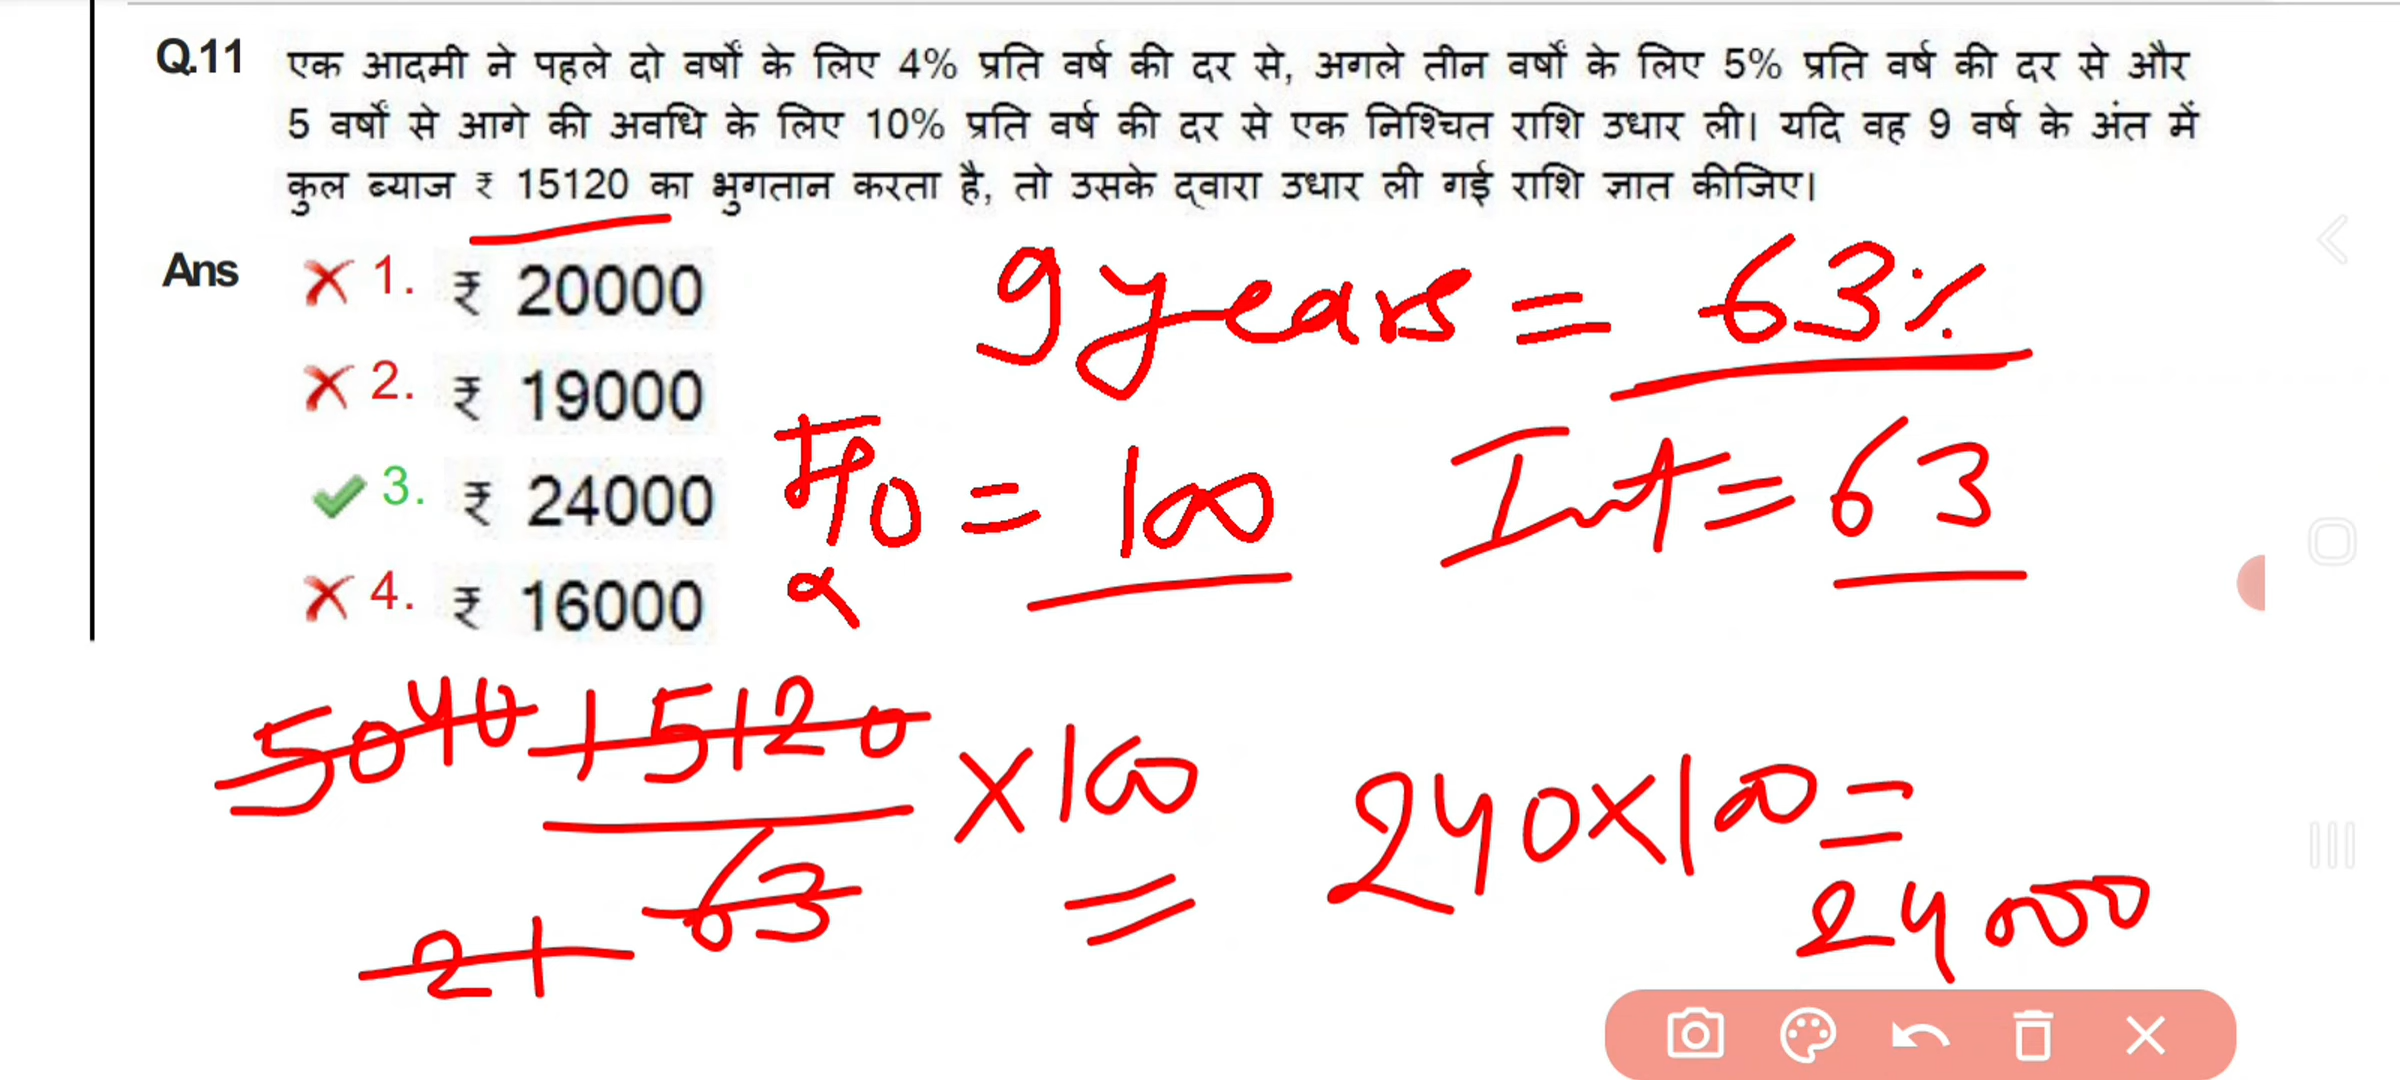 Q.11 एक आदमी ने पहले दो वर्षों के लिए 4% प्रति वर्ष की दर से, अगले तीन वर्षों के लिए 5% प्रति वर्ष की दर से और
5 वर्षों से आगे की अवधि के लिए 10% प्रति वर्ष की दर से एक निश्चित राशि उधार ली। यदि वह 9 वर्ष के अंत में
कुल ब्याज ₹ 15120 का भुगतान करता है, तो उसके द्वारा उधार ली गई राशि ज्ञात कीजिए।
Ans
1. ₹ 20000
2. ₹ 19000
3. ₹ 24000
4. ₹ 16000
9 years = 63%
= 100
Int = 63
5040 15120
63
21
× 100
=
240×100=
24000